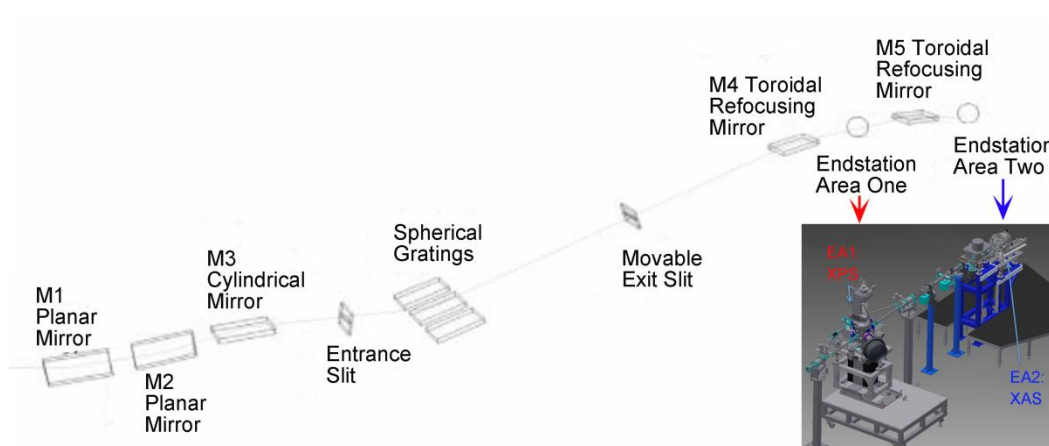 M1
Planar
Mirror
M2
Planar
Mirror
M3
Cylindrical
Mirror
Entrance
Slit
Spherical
Gratings
Movable
Exit Slit
M4 Toroidal
Refocusing
Mirror
M5 Toroidal
Refocusing
Mirror
Endstation
Area One
Endstation
Area Two
EA1:
XPS
EA2:
XAS